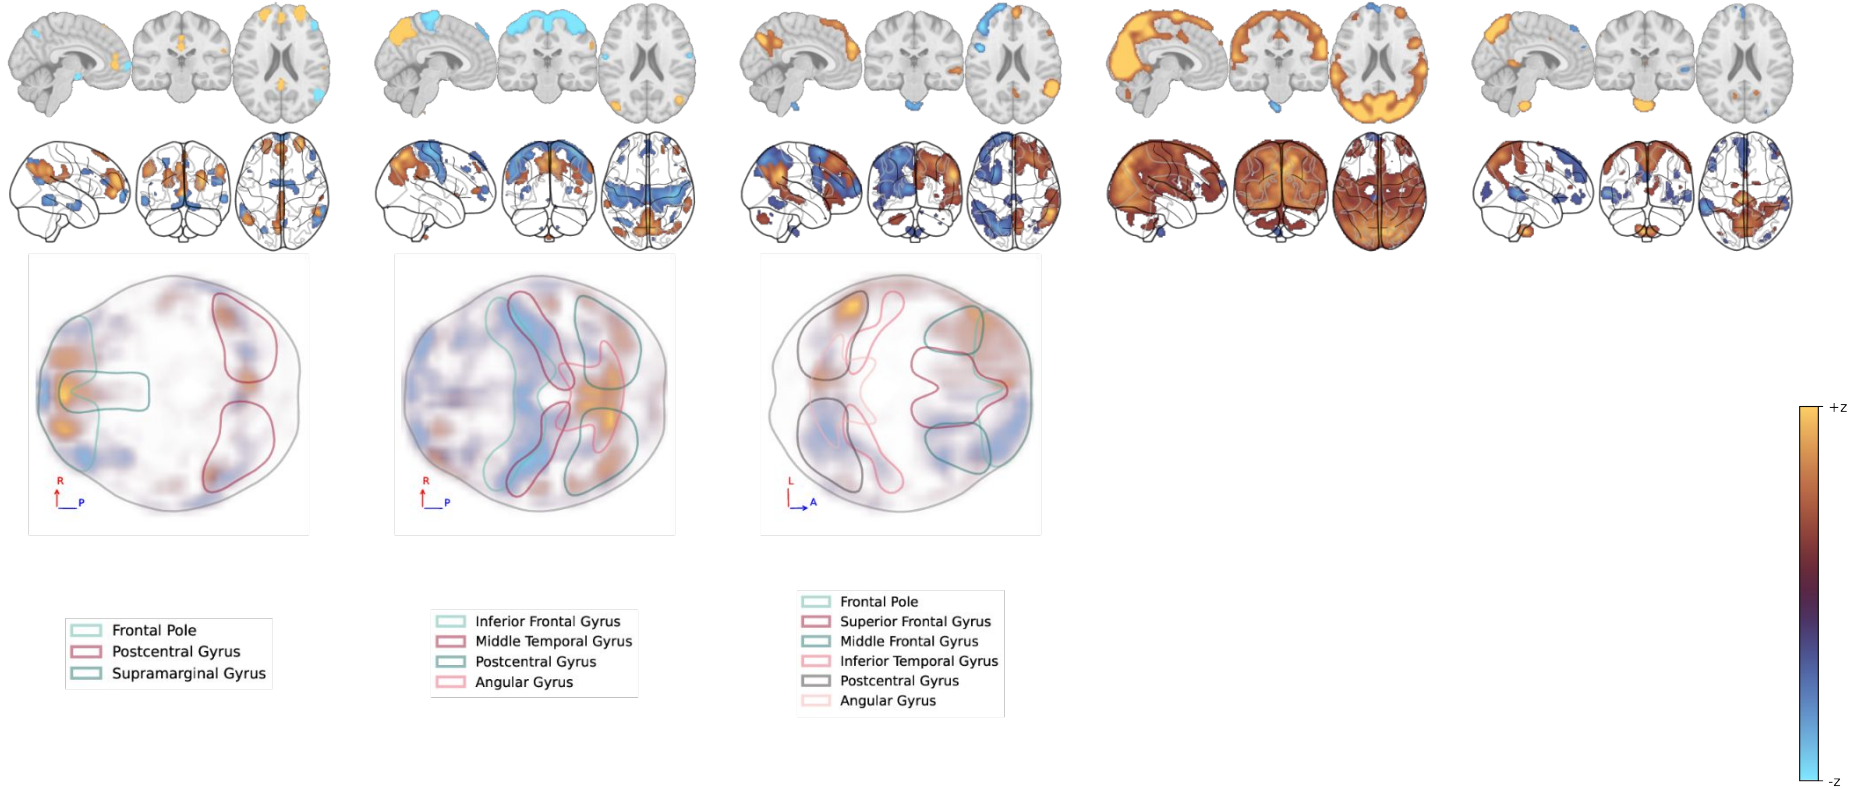 R
P
Frontal Pole
Postcentral Gyrus
Supramarginal Gyrus
R
P
Inferior Frontal Gyrus
Middle Temporal Gyrus
Postcentral Gyrus
Angular Gyrus
L
A
Frontal Pole
Superior Frontal Gyrus
Middle Frontal Gyrus
Inferior Temporal Gyrus
Postcentral Gyrus
Angular Gyrus
+z
-z